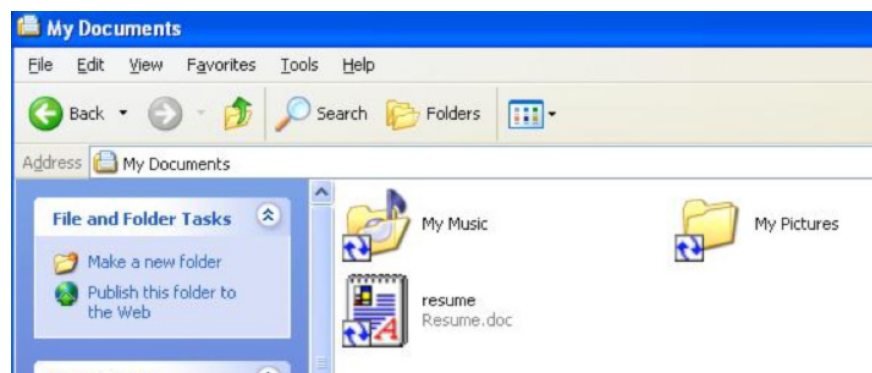 My Documents
File Edit View Favorites Tools Help
Back Search Folders
Address My Documents
File and Folder Tasks
Make a new folder
Publish this folder to
the Web
My Music
My Pictures
resume
Resume.doc